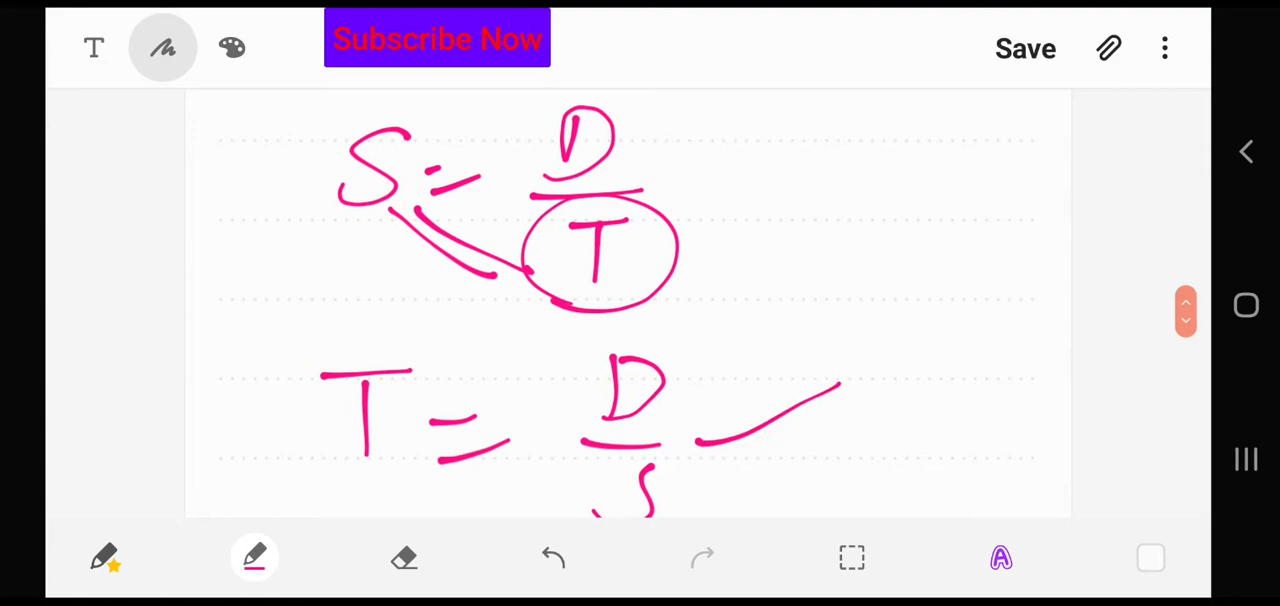 T
Subscribe Now
Save
S = D/T
T = D/S
A